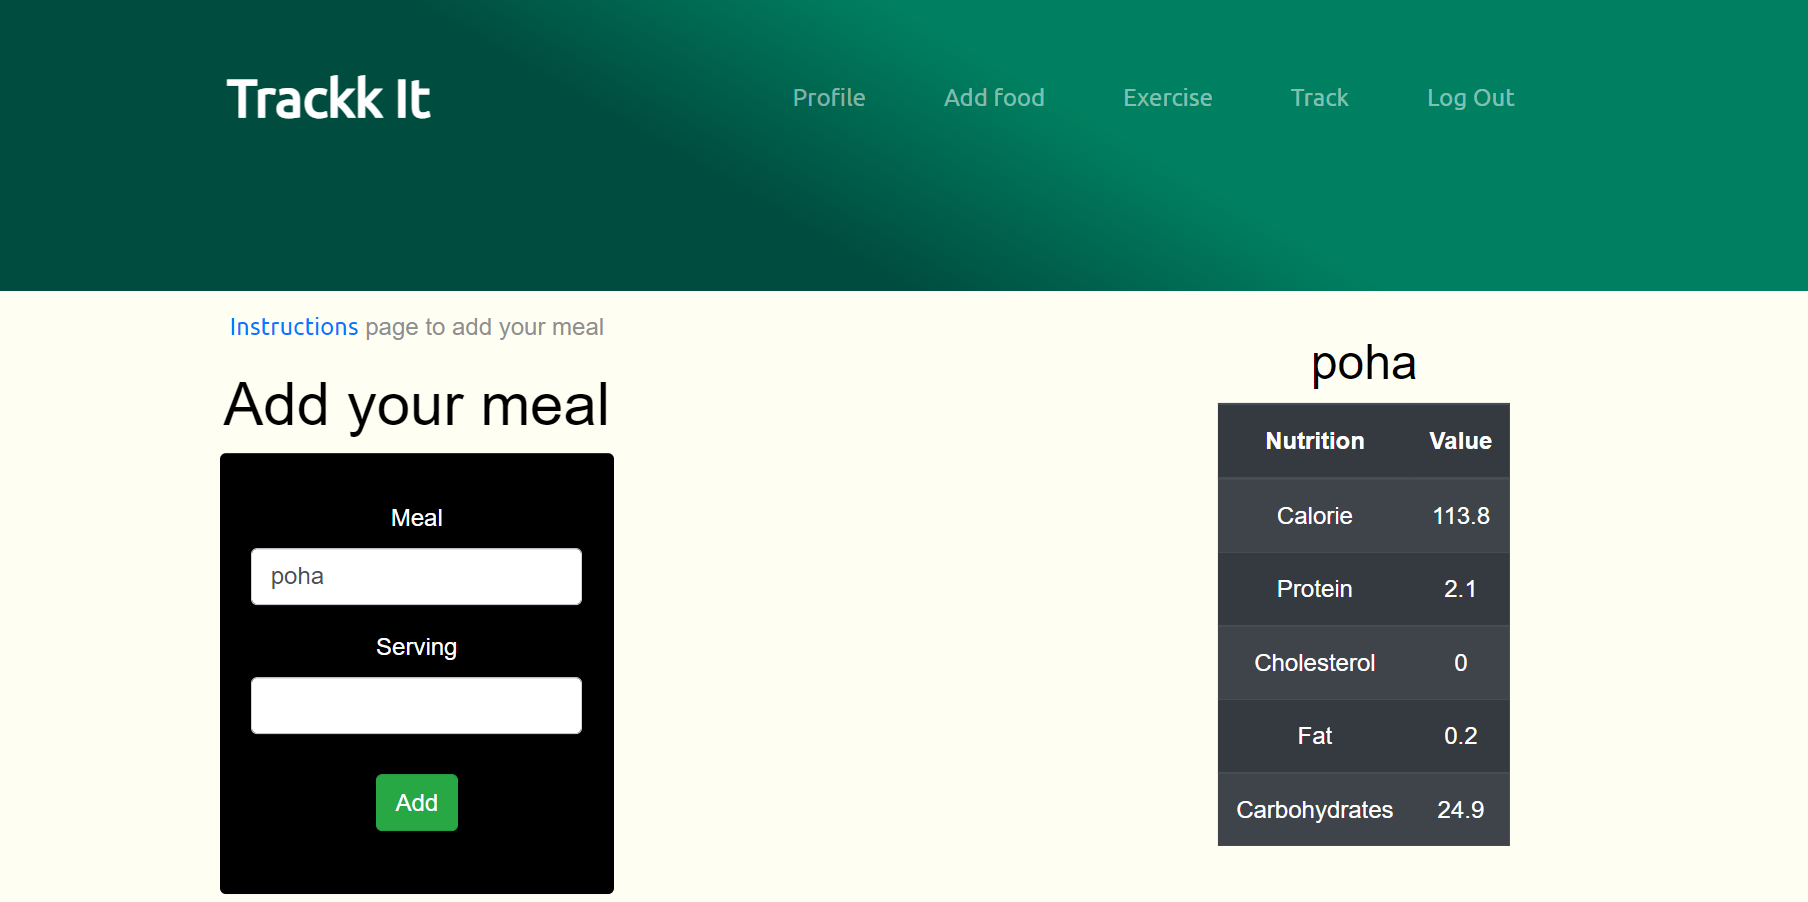 Trackk It
Profile Add food Exercise Track Log Out
Instructions page to add your meal
Add your meal
Meal
poha
Serving
Add
poha
Nutrition Value
Calorie 113.8
Protein 2.1
Cholesterol 0
Fat 0.2
Carbohydrates 24.9